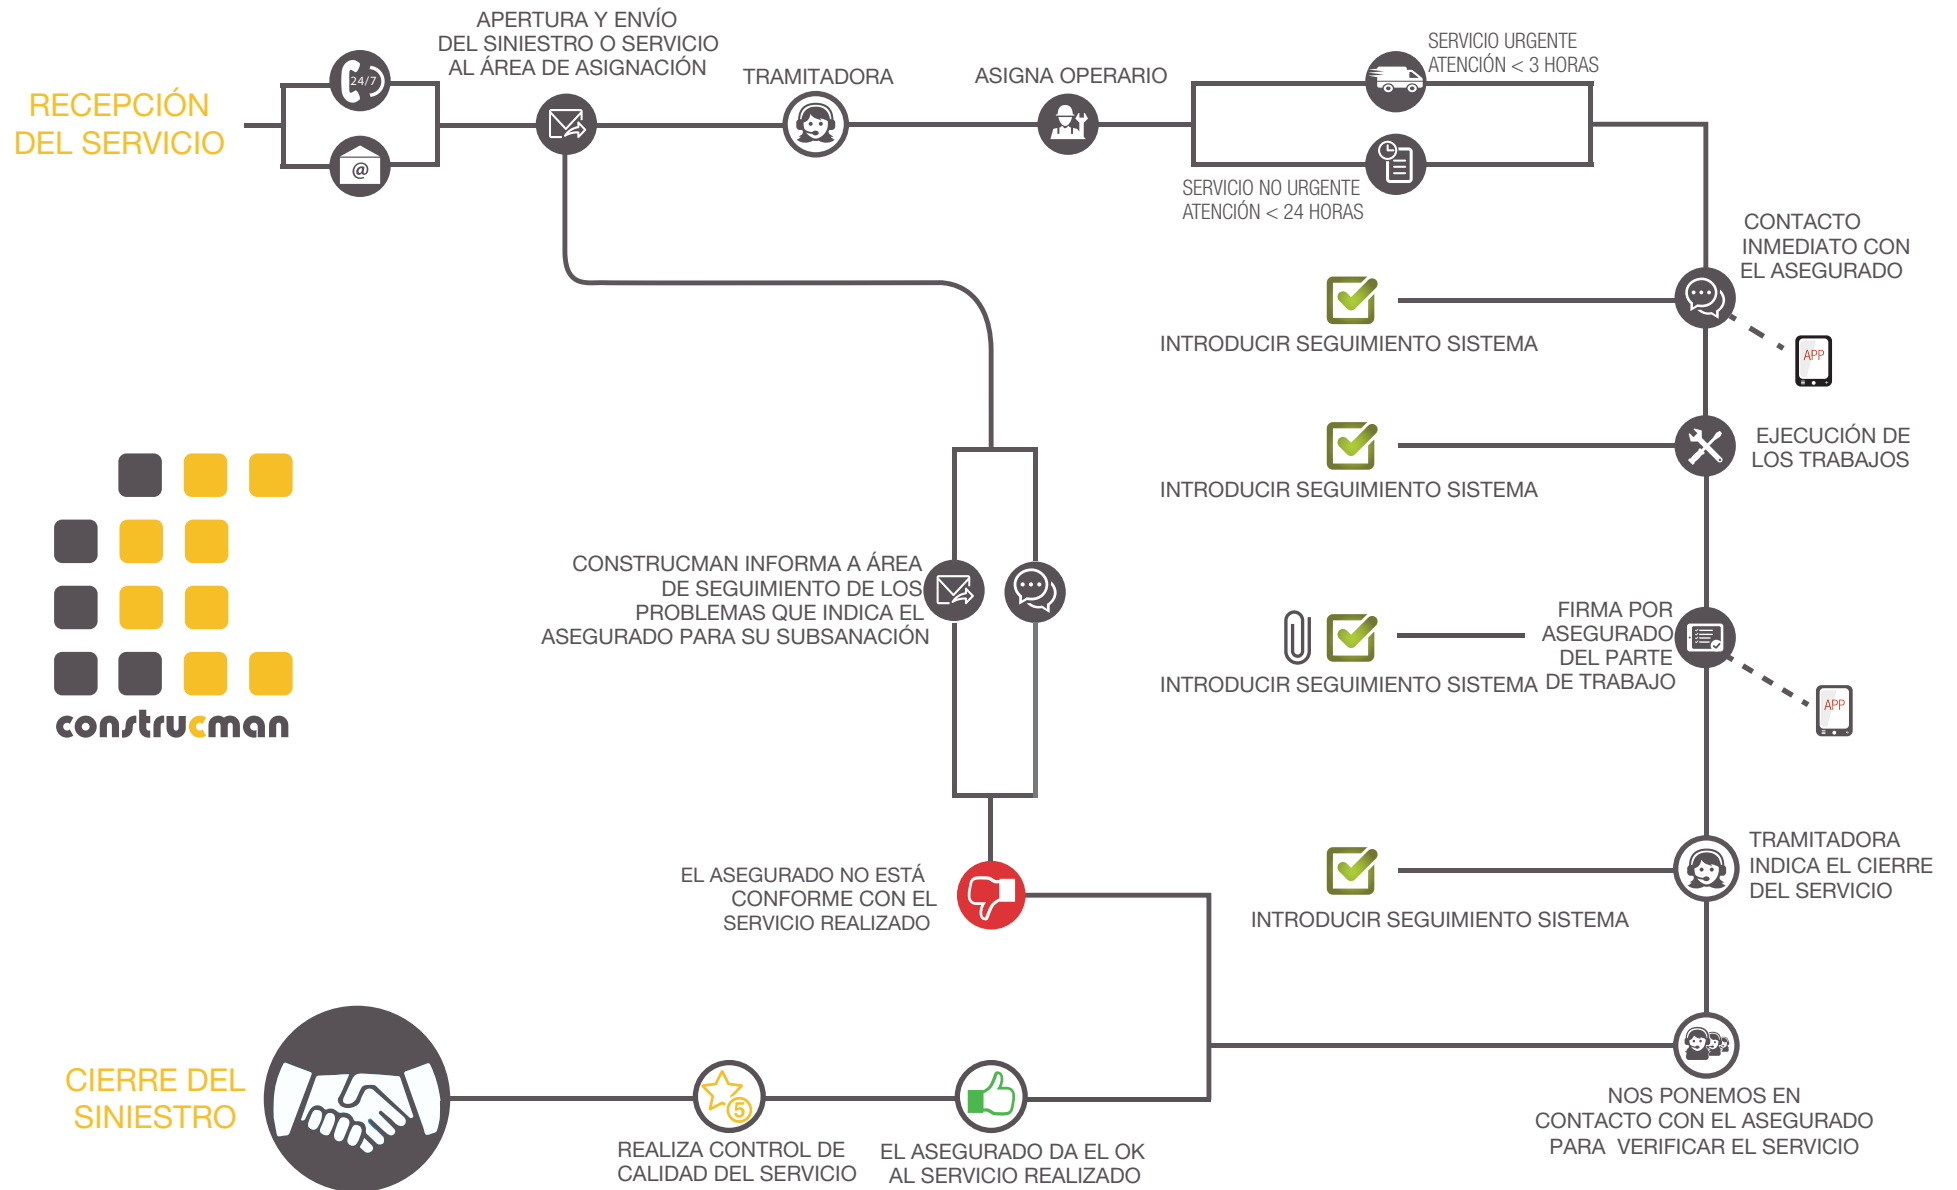 RECEPCIÓN
DEL SERVICIO
24/7
@
APERTURA Y ENVÍO
DEL SINIESTRO O SERVICIO
AL ÁREA DE ASIGNACIÓN
TRAMITADORA
ASIGNA OPERARIO
SERVICIO URGENTE
ATENCIÓN < 3 HORAS
SERVICIO NO URGENTE
ATENCIÓN < 24 HORAS
CONTACTO
INMEDIATO CON
EL ASEGURADO
INTRODUCIR SEGUIMIENTO SISTEMA
APP
EJECUCIÓN DE
LOS TRABAJOS
INTRODUCIR SEGUIMIENTO SISTEMA
CONSTRUCMAN INFORMA A ÁREA
DE SEGUIMIENTO DE LOS
PROBLEMAS QUE INDICA EL
ASEGURADO PARA SU SUBSANACIÓN
FIRMA POR
ASEGURADO
DEL PARTE
DE TRABAJO
INTRODUCIR SEGUIMIENTO SISTEMA
APP
construcman
TRAMITADORA
INDICA EL CIERRE
DEL SERVICIO
INTRODUCIR SEGUIMIENTO SISTEMA
EL ASEGURADO NO ESTÁ
CONFORME CON EL
SERVICIO REALIZADO
NOS PONEMOS EN
CONTACTO CON EL ASEGURADO
PARA VERIFICAR EL SERVICIO
EL ASEGURADO DA EL OK
AL SERVICIO REALIZADO
5
REALIZA CONTROL DE
CALIDAD DEL SERVICIO
CIERRE DEL
SINIESTRO